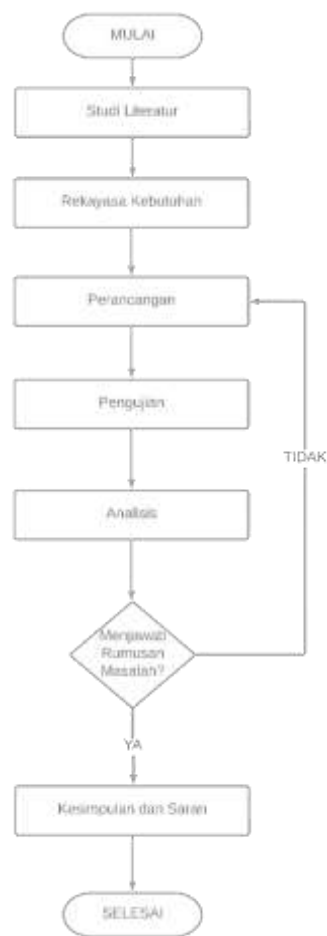 MULAI
Studi Literatur
Rekayasa Kebutuhan
Perancangan
Pengujian
TIDAK
Analisis
Menjawab
Rumusan
Masalah?
YA
Kesimpulan dan Saran
SELESAI